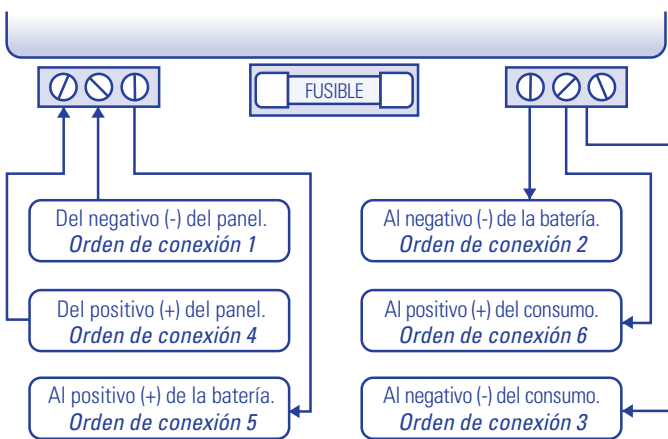 FUSIBLE
Del negativo (-) del panel.
Orden de conexión 1
Del positivo (+) del panel.
Orden de conexión 4
Al positivo (+) de la batería.
Orden de conexión 5
Al negativo (-) de la batería.
Orden de conexión 2
Al positivo (+) del consumo.
Orden de conexión 6
Al negativo (-) del consumo.
Orden de conexión 3